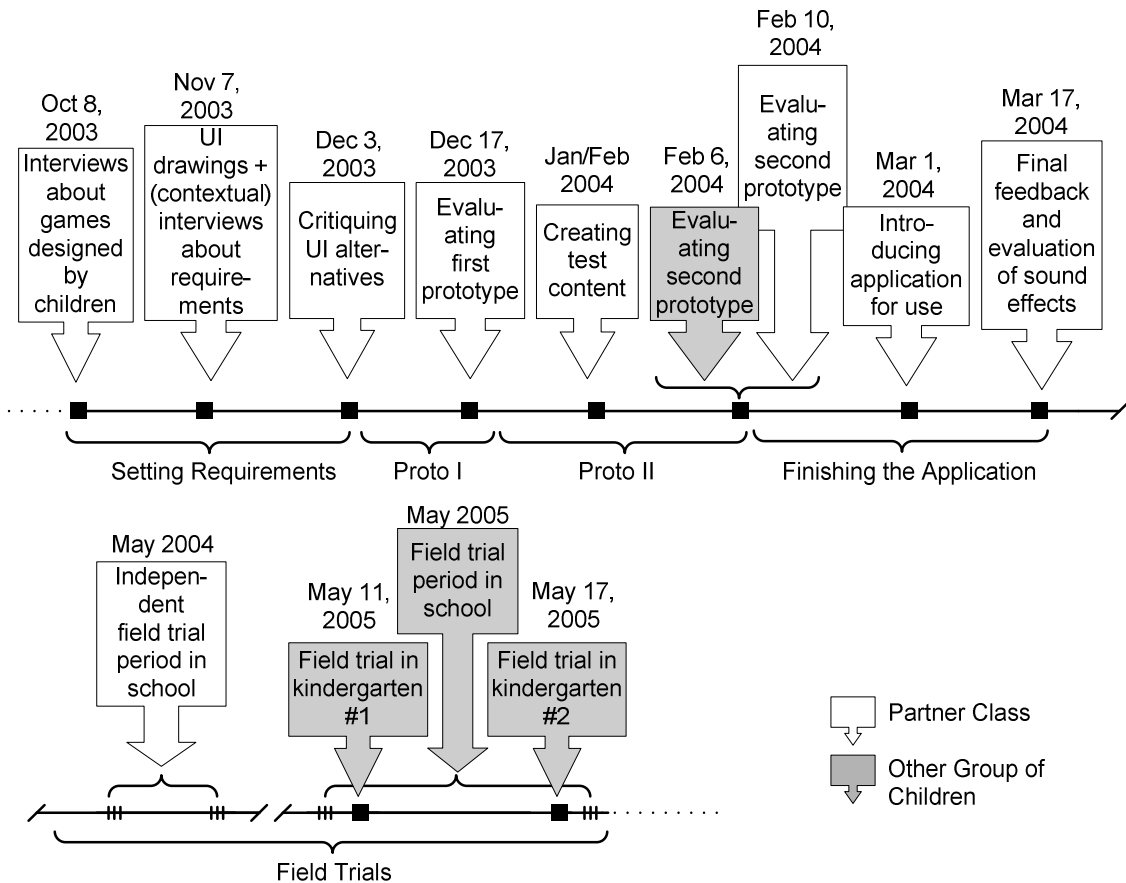 Oct 8,
2003
Interviews
about
games
designed
by
children
Nov 7,
2003
UI
drawings +
(contextual)
interviews
about
require-
ments
Dec 3,
2003
Critiquing
UI alter-
natives
Dec 17,
2003
Evalu-
ating
first
prototype
Jan/Feb
2004
Creating
test
content
Feb 6,
2004
Evalu-
ating
second
prototype
Feb 10,
2004
Evalu-
ating
second
prototype
Mar 1,
2004
Intro-
ducing
application
for use
Mar 17,
2004
Final
feedback
and
evaluation
of sound
effects
Setting Requirements
Proto I
Proto II
Finishing the Application
May 2004
Indepen-
dent
field trial
period in
school
May 11,
2005
Field trial in
kindergarten
#1
May 2005
Field trial
period in
school
May 17,
2005
Field trial in
kindergarten
#2
Field Trials
Partner Class
Other Group of
Children